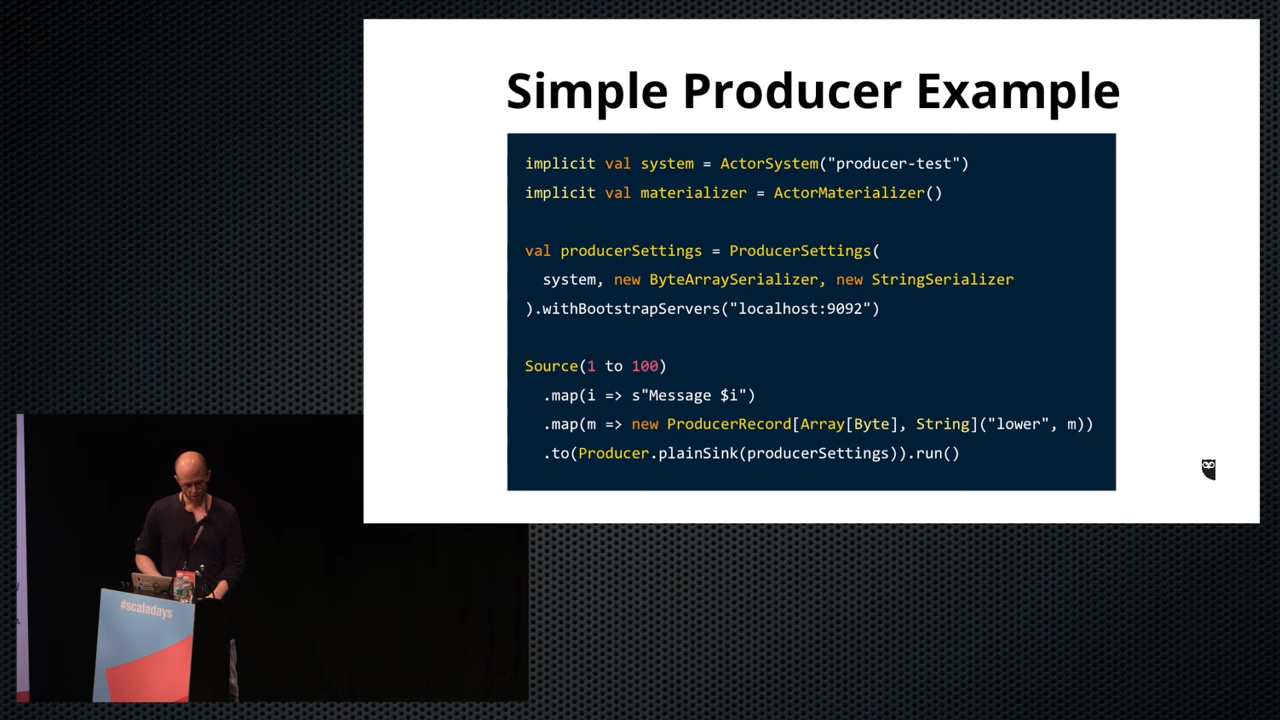 Simple Producer Example
implicit val system = ActorSystem("producer-test")
implicit val materializer = ActorMaterializer()
val producerSettings = ProducerSettings(
system, new ByteArraySerializer, new StringSerializer
).withBootstrapServers("localhost:9092")
Source(1 to 100)
.map(i => s"Message $i")
.map(m => new ProducerRecord[Array[Byte], String]("lower", m))
.to(Producer.plainSink(producerSettings)).run()
#scaladays